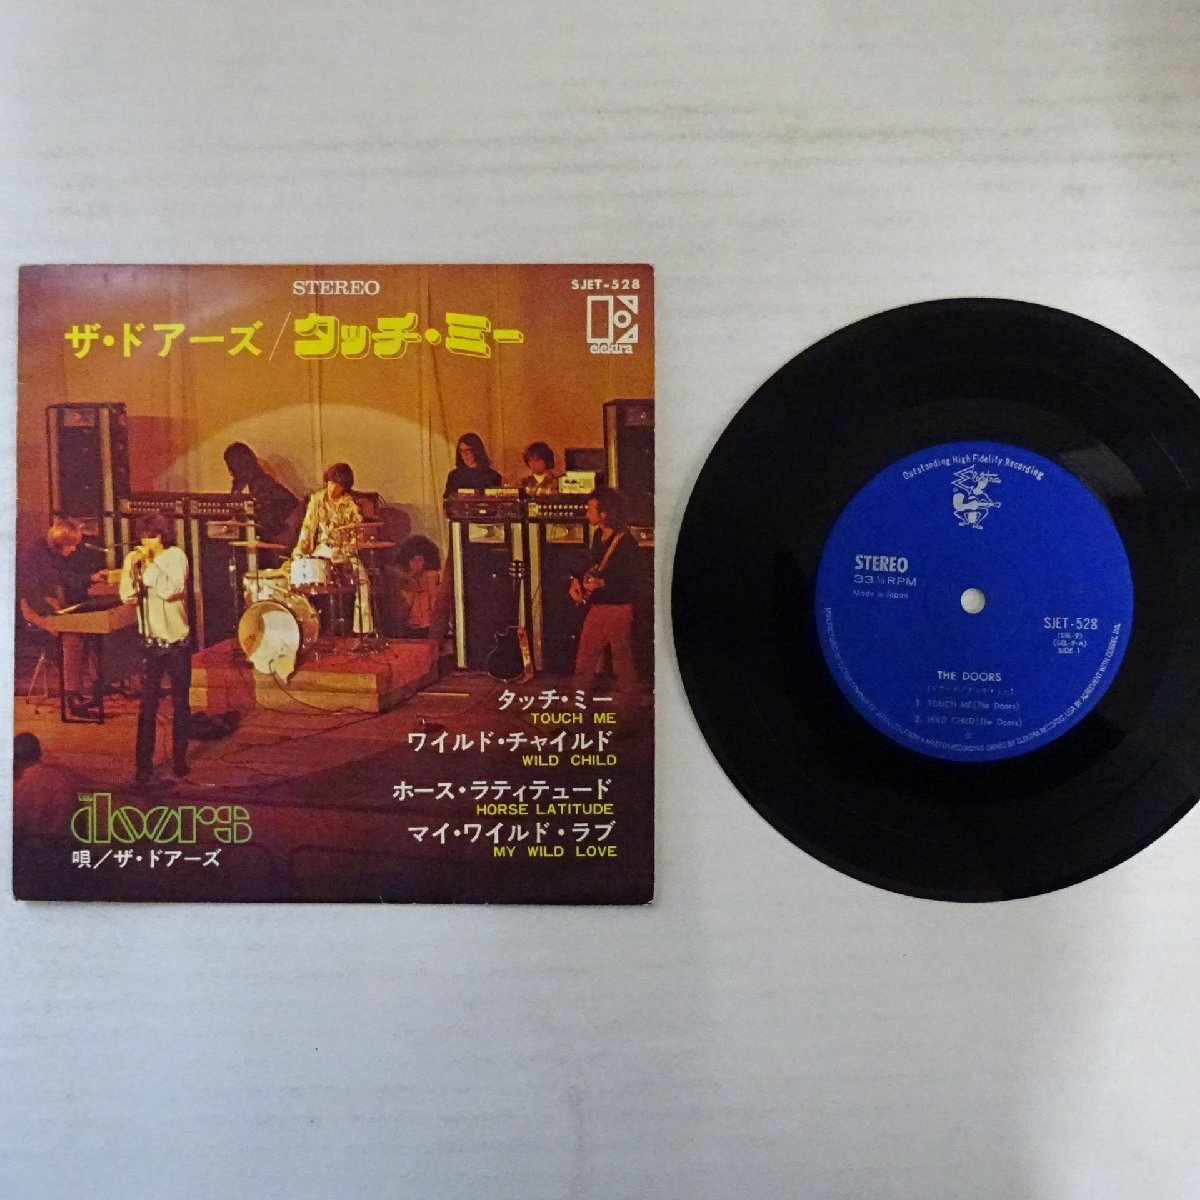 STEREO
SJET-528
ザ・ドアーズ/タッチ・ミー
elektra
タッチ・ミー
TOUCH ME
ワイルド・チャイルド
WILD CHILD
ホース・ラティテュード
HORSE LATITUDE
マイ・ワイルド・ラブ
MY WILD LOVE
THE
doors
唄/ザ・ドアーズ
Outstanding High Fidelity Recording
STEREO
33 1/3 RPM
Made in Japan
SJET-528
SIDE 1
THE DOORS
1. TOUCH ME (The Doors)
2. WILD CHILD (The Doors)